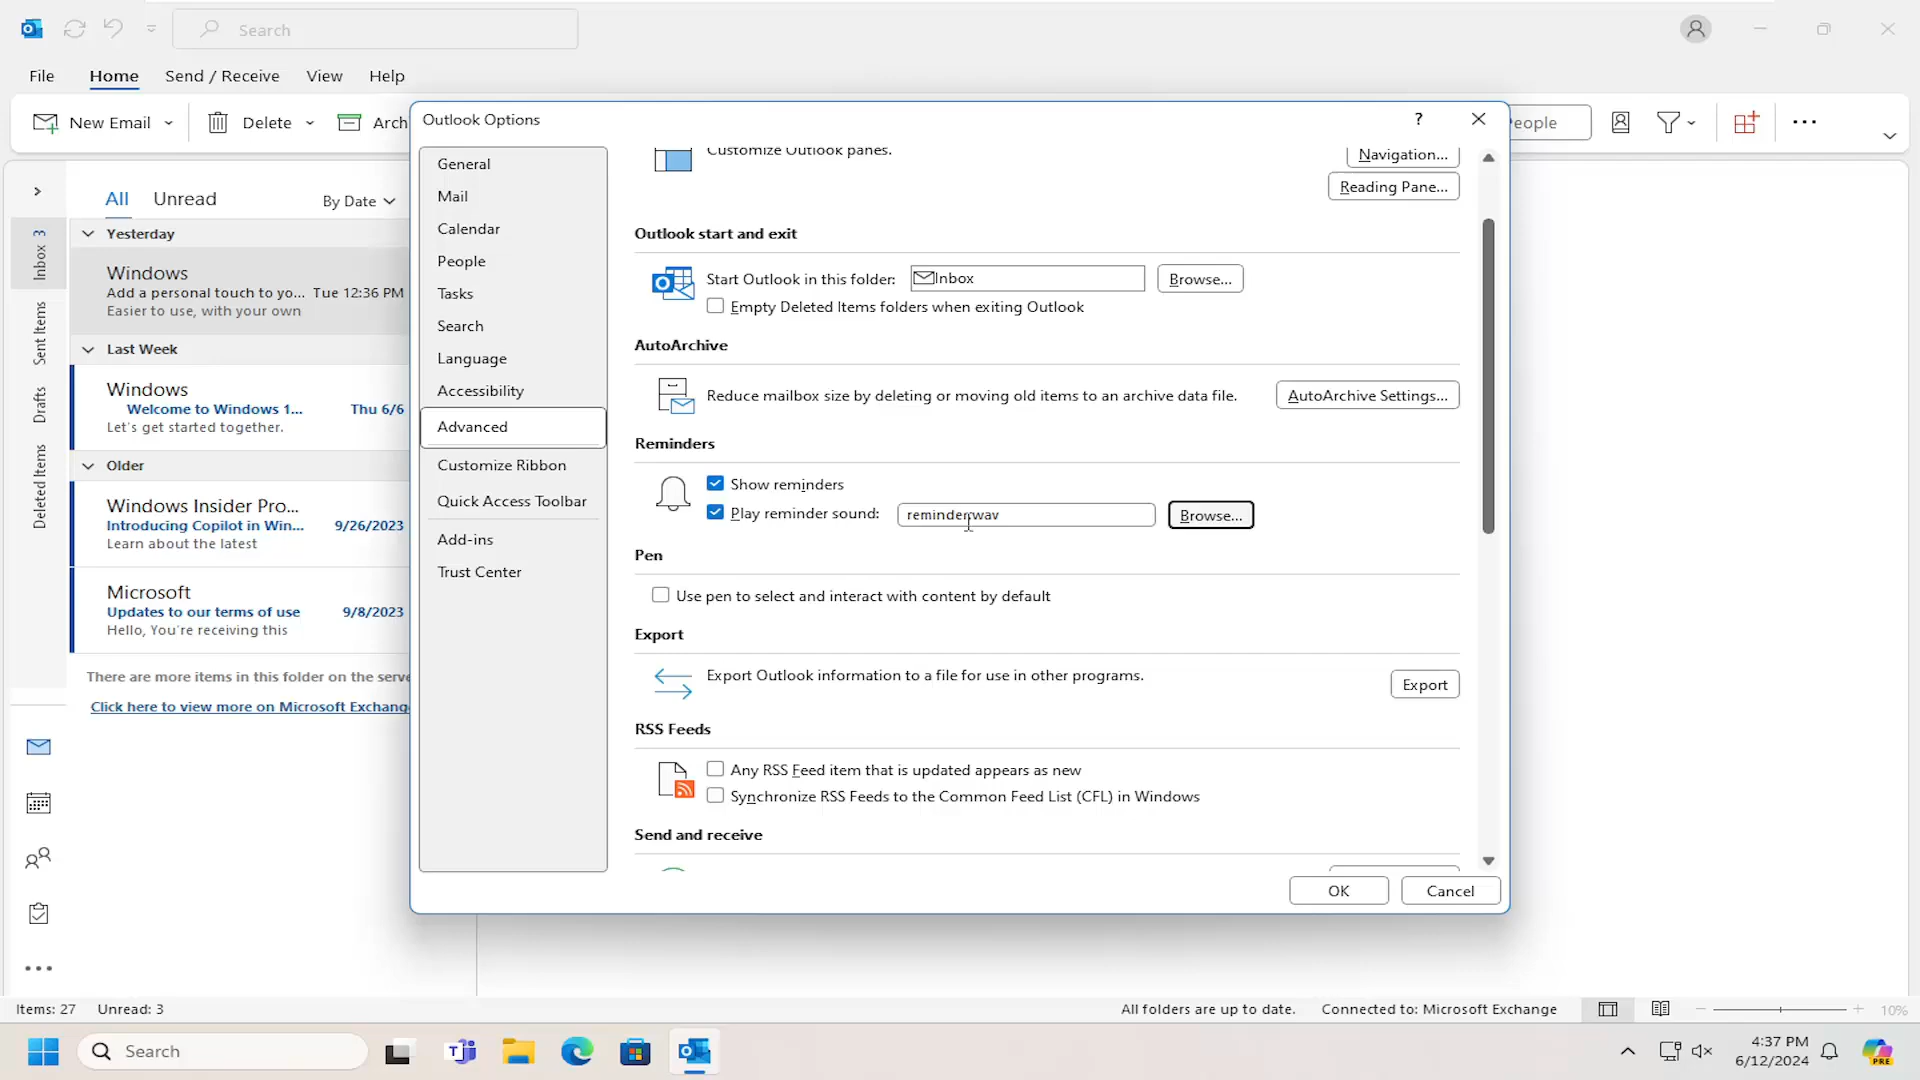 Search
File
Home
Send / Receive
View
Help
New Email
Delete
Arch
eople
Outlook Options
?
General
Mail
Calendar
People
Tasks
Search
Language
Accessibility
Advanced
Customize Ribbon
Quick Access Toolbar
Add-ins
Trust Center
Customize Outlook panes.
Navigation...
Reading Pane...
Outlook start and exit
Start Outlook in this folder:
Inbox
Browse...
Empty Deleted Items folders when exiting Outlook
AutoArchive
Reduce mailbox size by deleting or moving old items to an archive data file.
AutoArchive Settings...
Reminders
Show reminders
Play reminder sound:
reminder.wav
Browse...
Pen
Use pen to select and interact with content by default
Export
Export Outlook information to a file for use in other programs.
Export
RSS Feeds
Any RSS Feed item that is updated appears as new
Synchronize RSS Feeds to the Common Feed List (CFL) in Windows
Send and receive
OK
Cancel
Inbox 3
Sent Items
Drafts
Deleted Items
All
Unread
By Date
Yesterday
Windows
Add a personal touch to yo... Tue 12:36 PM
Easier to use, with your own
Last Week
Windows
Welcome to Windows 1... Thu 6/6
Let's get started together.
Older
Windows Insider Pro...
Introducing Copilot in Win... 9/26/2023
Learn about the latest
Microsoft
Updates to our terms of use 9/8/2023
Hello, You're receiving this
There are more items in this folder on the serve
Click here to view more on Microsoft Exchang
Items: 27
Unread: 3
All folders are up to date.
Connected to: Microsoft Exchange
10%
Search
4:37 PM
6/12/2024
PRE